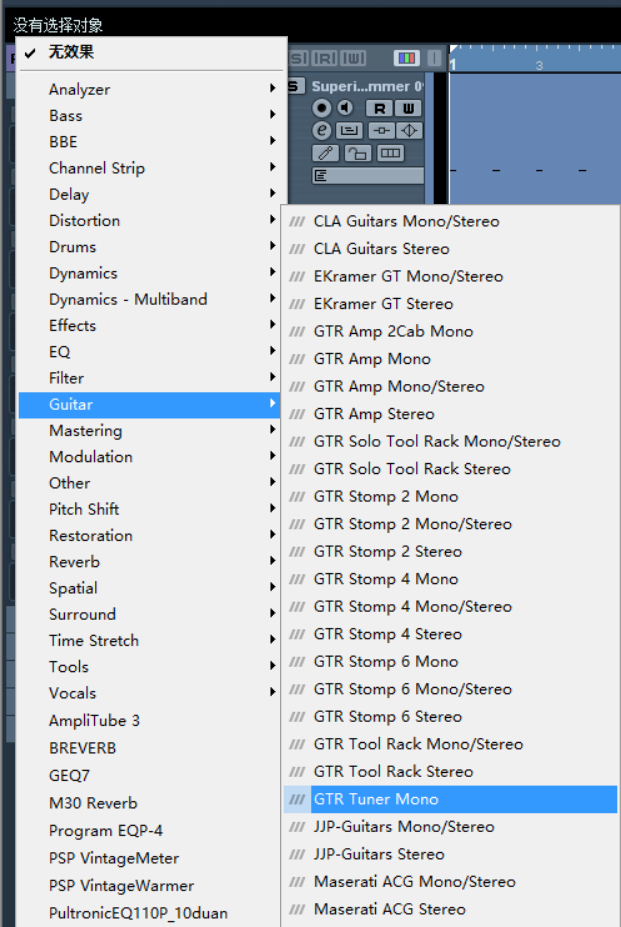 没有选择对象
✓ 无效果
Analyzer
Bass
BBE
Channel Strip
Delay
Distortion
Drums
Dynamics
Dynamics - Multiband
Effects
EQ
Filter
Guitar
Mastering
Modulation
Other
Pitch Shift
Restoration
Reverb
Spatial
Surround
Time Stretch
Tools
Vocals
AmpliTube 3
BREVERB
GEQ7
M30 Reverb
Program EQP-4
PSP VintageMeter
PSP VintageWarmer
PultronicEQ110P_10duan
S R W
1 3
S Superi...mmer 0
R W
e
CLA Guitars Mono/Stereo
CLA Guitars Stereo
EKramer GT Mono/Stereo
EKramer GT Stereo
GTR Amp 2Cab Mono
GTR Amp Mono
GTR Amp Mono/Stereo
GTR Amp Stereo
GTR Solo Tool Rack Mono/Stereo
GTR Solo Tool Rack Stereo
GTR Stomp 2 Mono
GTR Stomp 2 Mono/Stereo
GTR Stomp 2 Stereo
GTR Stomp 4 Mono
GTR Stomp 4 Mono/Stereo
GTR Stomp 4 Stereo
GTR Stomp 6 Mono
GTR Stomp 6 Mono/Stereo
GTR Stomp 6 Stereo
GTR Tool Rack Mono/Stereo
GTR Tool Rack Stereo
GTR Tuner Mono
JJP-Guitars Mono/Stereo
JJP-Guitars Stereo
Maserati ACG Mono/Stereo
Maserati ACG Stereo